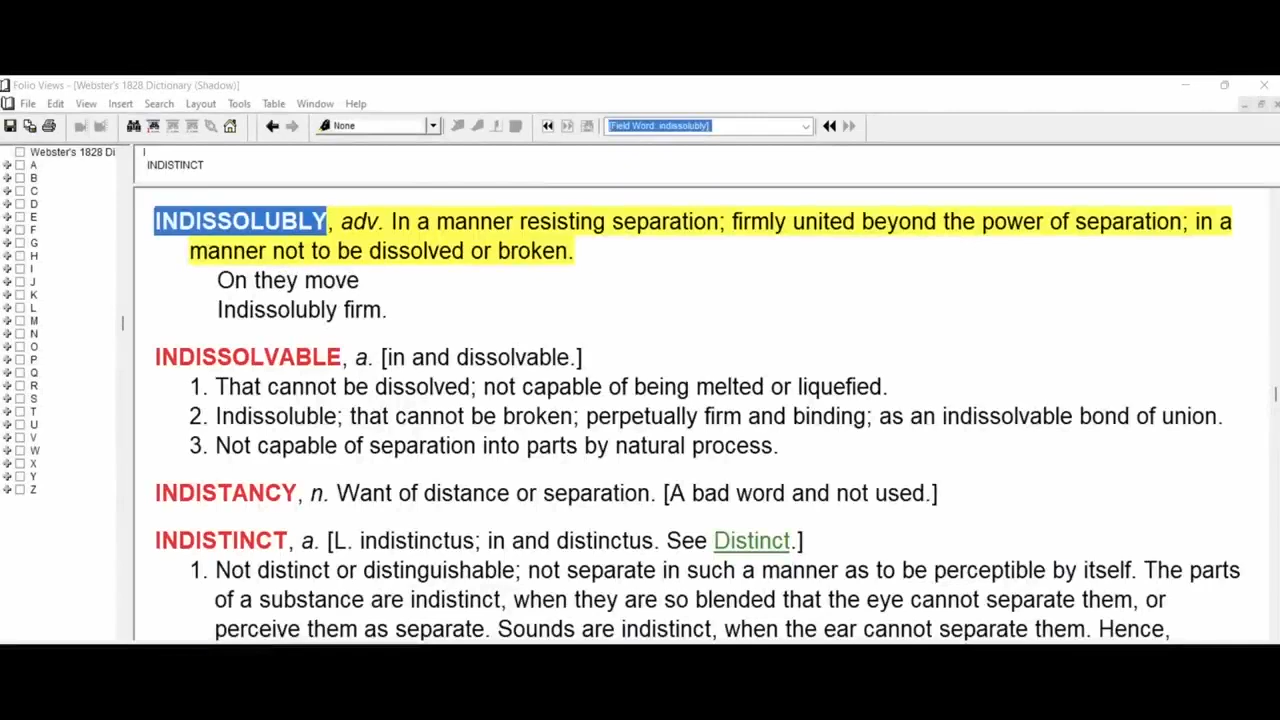 Folio Views - [Webster's 1828 Dictionary (Shadow)]
File Edit View Insert Search Layout Tools Table Window Help
None
[Field Word: indissolubly]
Webster's 1828 Di
A
B
C
D
E
F
G
H
I
J
K
L
M
N
O
P
Q
R
S
T
U
V
W
X
Y
Z
I
INDISTINCT
INDISSOLUBLY, adv. In a manner resisting separation; firmly united beyond the power of separation; in a
manner not to be dissolved or broken.
On they move
Indissolubly firm.
INDISSOLVABLE, a. [in and dissolvable.]
1. That cannot be dissolved; not capable of being melted or liquefied.
2. Indissoluble; that cannot be broken; perpetually firm and binding; as an indissolvable bond of union.
3. Not capable of separation into parts by natural process.
INDISTANCY, n. Want of distance or separation. [A bad word and not used.]
INDISTINCT, a. [L. indistinctus; in and distinctus. See Distinct.]
1. Not distinct or distinguishable; not separate in such a manner as to be perceptible by itself. The parts
of a substance are indistinct, when they are so blended that the eye cannot separate them, or
perceive them as separate. Sounds are indistinct, when the ear cannot separate them. Hence,